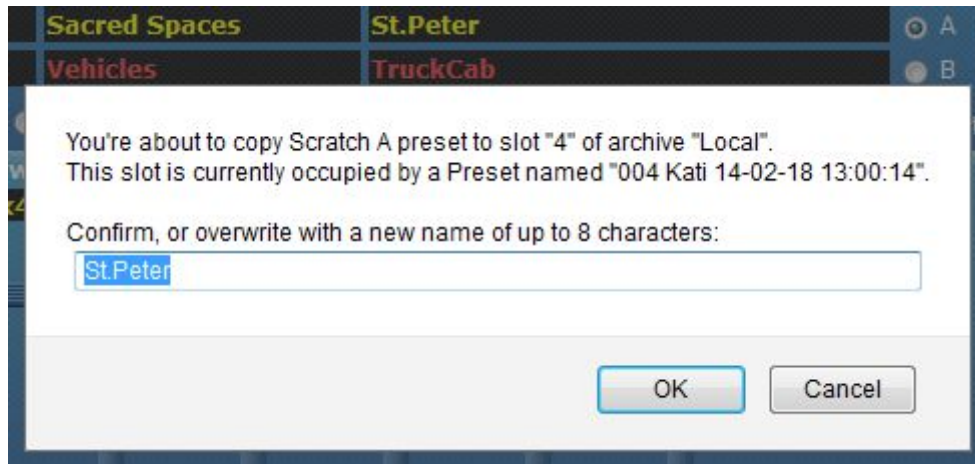 Sacred Spaces St.Peter A
Vehicles TruckCab B
You're about to copy Scratch A preset to slot "4" of archive "Local".
This slot is currently occupied by a Preset named "004 Kati 14-02-18 13:00:14".
Confirm, or overwrite with a new name of up to 8 characters:
St.Peter
OK Cancel